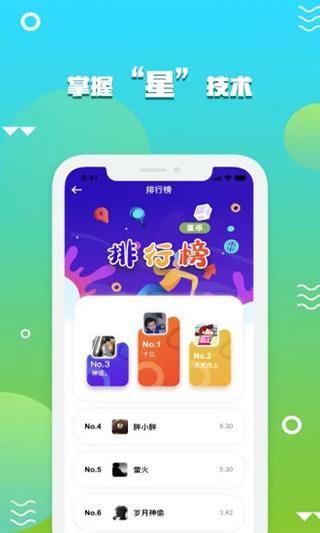 掌握“星”技术
9:41
排行榜
星币
排行榜
No.3
神话
No.1
十三
No.2
天天向上
No.4 胖小胖 8.30
No.5 萤火 4.30
No.6 岁月神偷 3.42